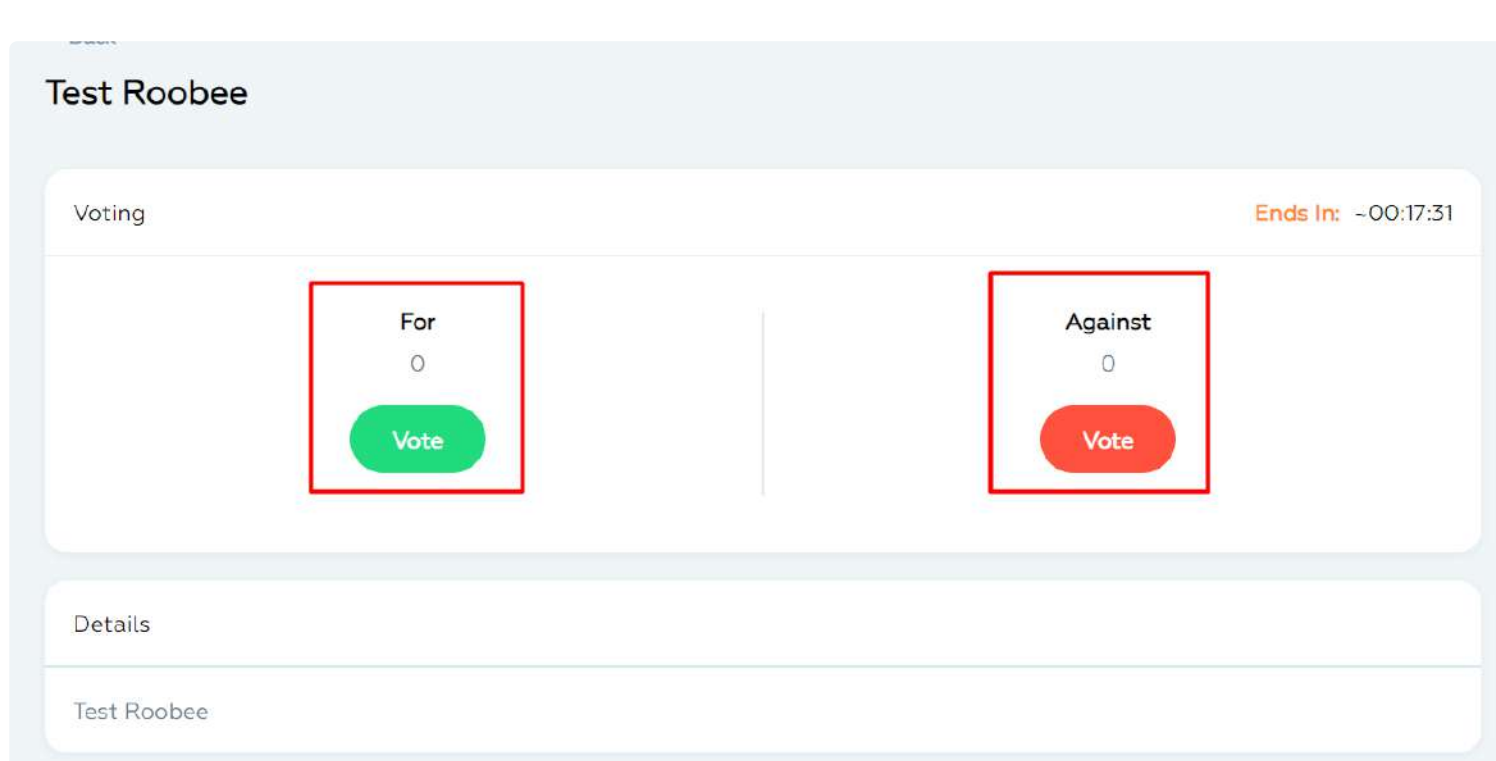 Test Roobee
Voting
Ends In: ~00:17:31
For
0
Vote
Against
0
Vote
Details
Test Roobee